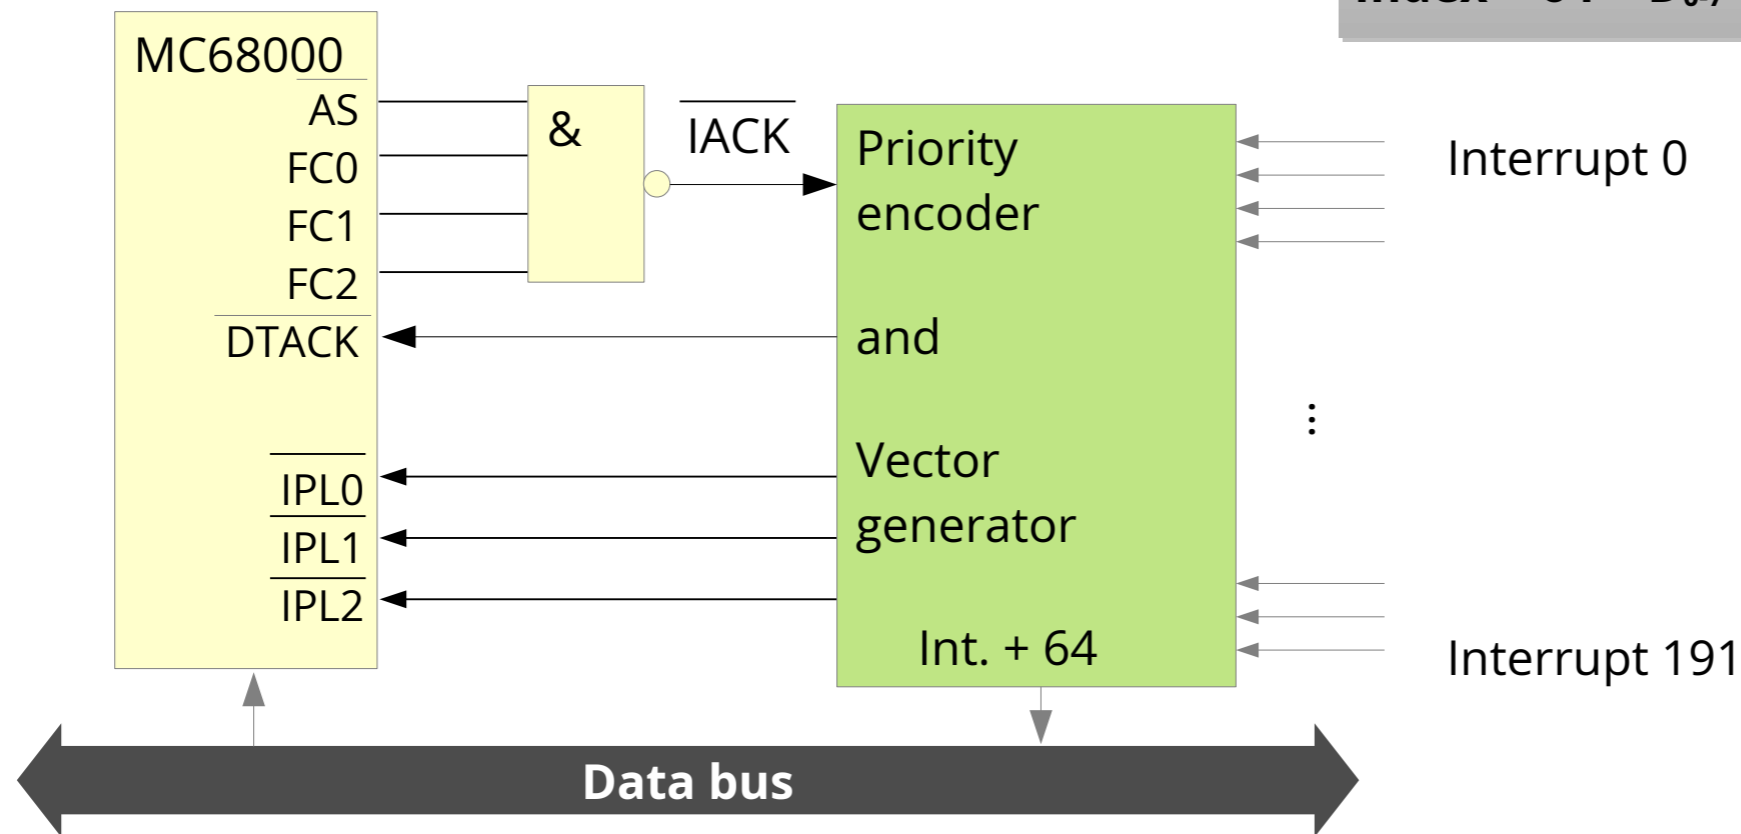 MC68000
AS
FC0
FC1
FC2
DTACK
IPL0
IPL1
IPL2
&
IACK
Priority
encoder
and
Vector
generator
Int. + 64
Interrupt 0
⋮
Interrupt 191
Data bus